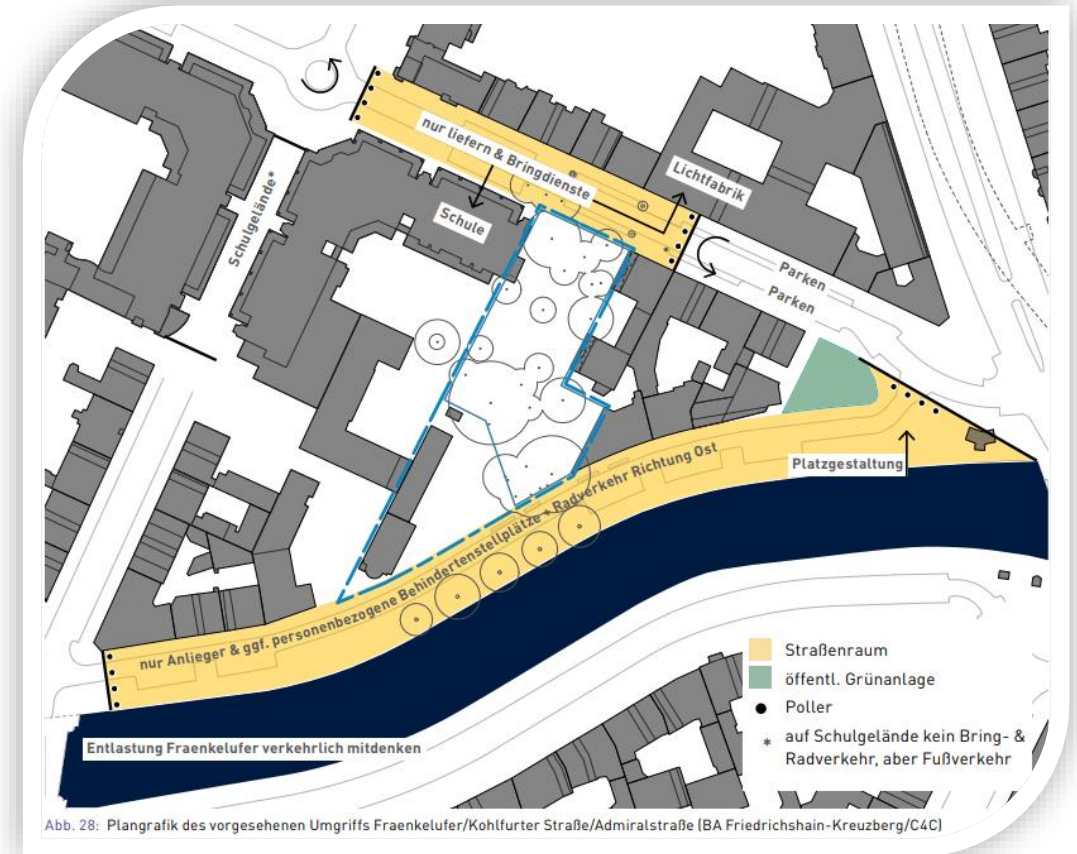 nur liefern & Bringdienste
Lichtfabrik
Schule
Schulgelände*
Parken
Parken
Platzgestaltung
nur Anlieger & ggf. personenbezogene Behindertenstellplätze + Radverkehr Richtung Ost
Entlastung Fraenkelufer verkehrlich mitdenken
Straßenraum
öffentl. Grünanlage
Poller
* auf Schulgelände kein Bring- &
Radverkehr, aber Fußverkehr
Abb. 28: Plangrafik des vorgesehenen Umgriffs Fraenkelufer/Kohlfurter Straße/Admiralstraße (BA Friedrichshain-Kreuzberg/C4C)